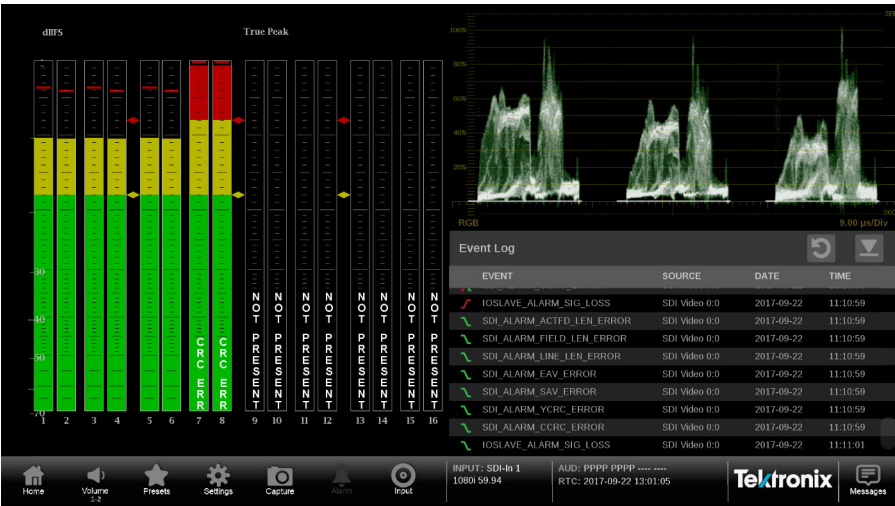 dBFS
True Peak
-30
-40
-50
-70
CRC ERR
CRC ERR
NOT PRESENT
NOT PRESENT
NOT PRESENT
NOT PRESENT
NOT PRESENT
NOT PRESENT
NOT PRESENT
NOT PRESENT
1 2 3 4 5 6 7 8 9 10 11 12 13 14 15 16
100%
80%
60%
40%
20%
RGB
9.00 µs/Div
Event Log
EVENT SOURCE DATE TIME
IOSLAVE_ALARM_SIG_LOSS SDI Video 0:0 2017-09-22 11:10:59
SDI_ALARM_ACTFD_LEN_ERROR SDI Video 0:0 2017-09-22 11:10:59
SDI_ALARM_FIELD_LEN_ERROR SDI Video 0:0 2017-09-22 11:10:59
SDI_ALARM_LINE_LEN_ERROR SDI Video 0:0 2017-09-22 11:10:59
SDI_ALARM_EAV_ERROR SDI Video 0:0 2017-09-22 11:10:59
SDI_ALARM_SAV_ERROR SDI Video 0:0 2017-09-22 11:10:59
SDI_ALARM_YCRC_ERROR SDI Video 0:0 2017-09-22 11:10:59
SDI_ALARM_CCRC_ERROR SDI Video 0:0 2017-09-22 11:10:59
IOSLAVE_ALARM_SIG_LOSS SDI Video 0:0 2017-09-22 11:11:01
Home
Volume
1-2
Presets
Settings
Capture
Alarm
Input
INPUT: SDI-In 1
1080i 59.94
AUD: PPPP PPPP ---- ----
RTC: 2017-09-22 13:01:05
Tektronix
Messages